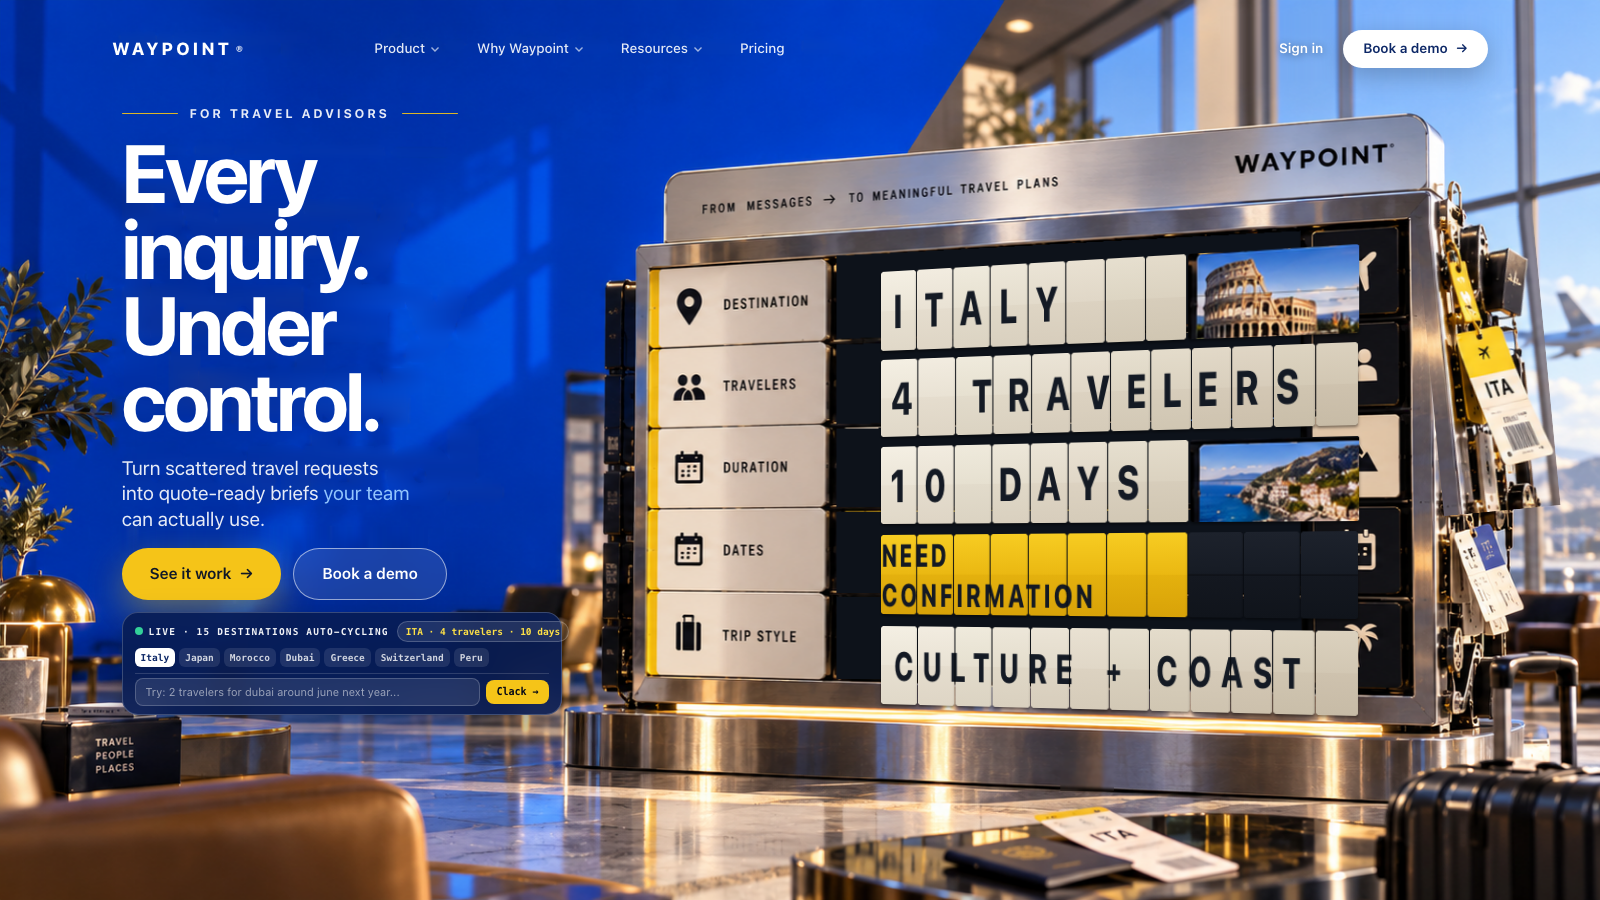 WAYPOINT ®
Product
Why Waypoint
Resources
Pricing
Sign in
Book a demo →
FOR TRAVEL ADVISORS
Every
inquiry.
Under
control.
Turn scattered travel requests
into quote-ready briefs your team
can actually use.
See it work →
Book a demo
LIVE · 15 DESTINATIONS AUTO-CYCLING
ITA · 4 travelers · 10 days
Italy
Japan
Morocco
Dubai
Greece
Switzerland
Peru
Try: 2 travelers for dubai around june next year...
Clack →
FROM MESSAGES → TO MEANINGFUL TRAVEL PLANS
WAYPOINT®
DESTINATION
ITALY
TRAVELERS
4 TRAVELERS
DURATION
10 DAYS
DATES
NEED
CONFIRMATION
TRIP STYLE
CULTURE + COAST
ITA
TRAVEL
PEOPLE
PLACES
ITA